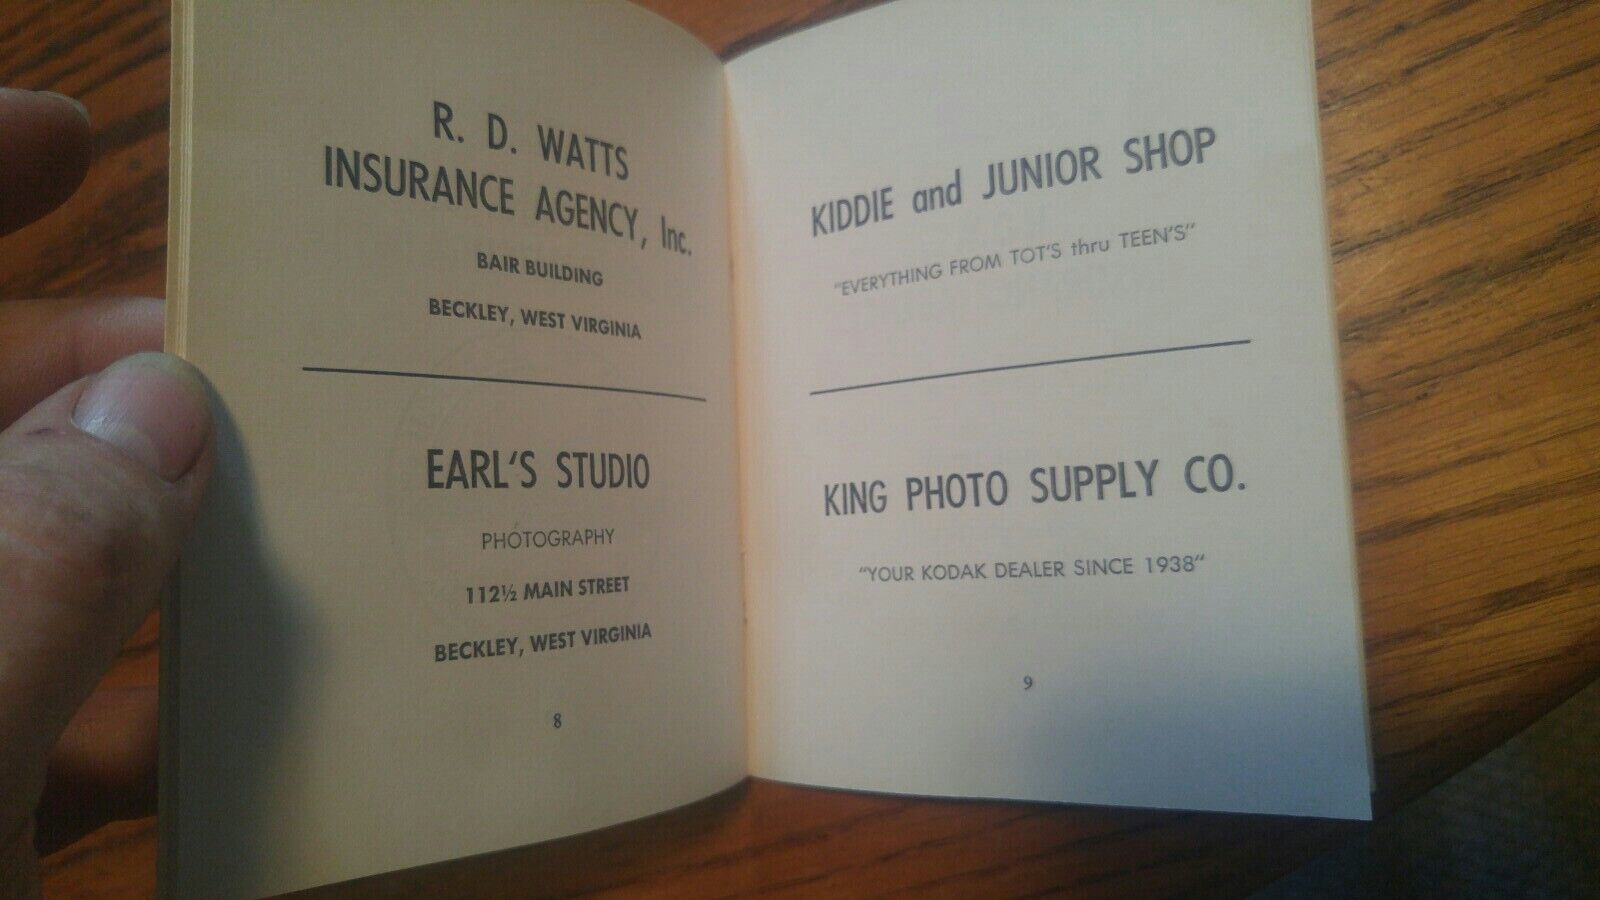 R. D. WATTS
INSURANCE AGENCY, Inc.
BAIR BUILDING
BECKLEY, WEST VIRGINIA
EARL'S STUDIO
PHOTOGRAPHY
112½ MAIN STREET
BECKLEY, WEST VIRGINIA
8
KIDDIE and JUNIOR SHOP
"EVERYTHING FROM TOT'S thru TEEN'S"
KING PHOTO SUPPLY CO.
"YOUR KODAK DEALER SINCE 1938"
9